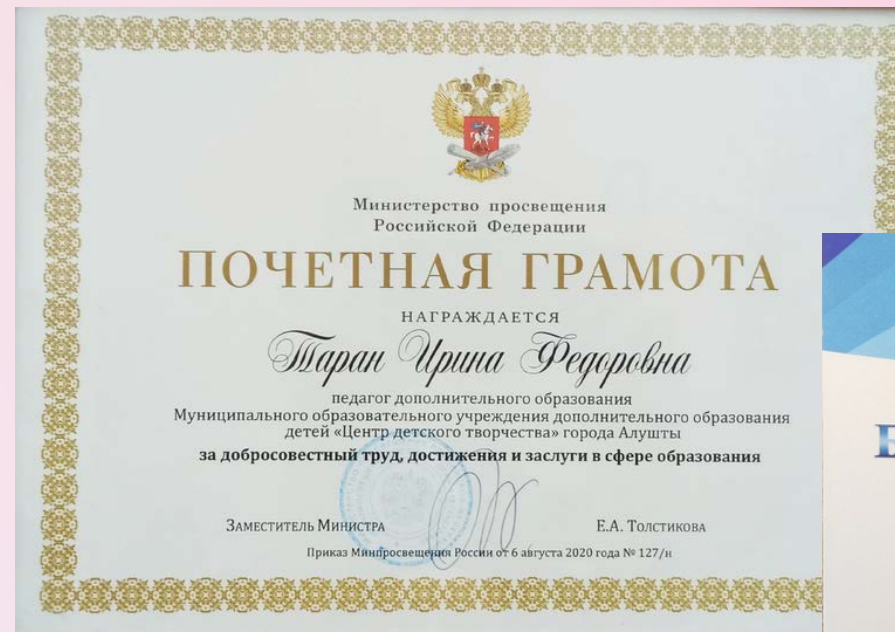 Министерство просвещения
Российской Федерации
ПОЧЕТНАЯ ГРАМОТА
НАГРАЖДАЕТСЯ
Таран Ирина Федоровна
педагог дополнительного образования
Муниципального образовательного учреждения дополнительного образования
детей «Центр детского творчества» города Алушты
за добросовестный труд, достижения и заслуги в сфере образования
Заместитель Министра Е.А. Толстикова
Приказ Минпросвещения России от 6 августа 2020 года № 127/н